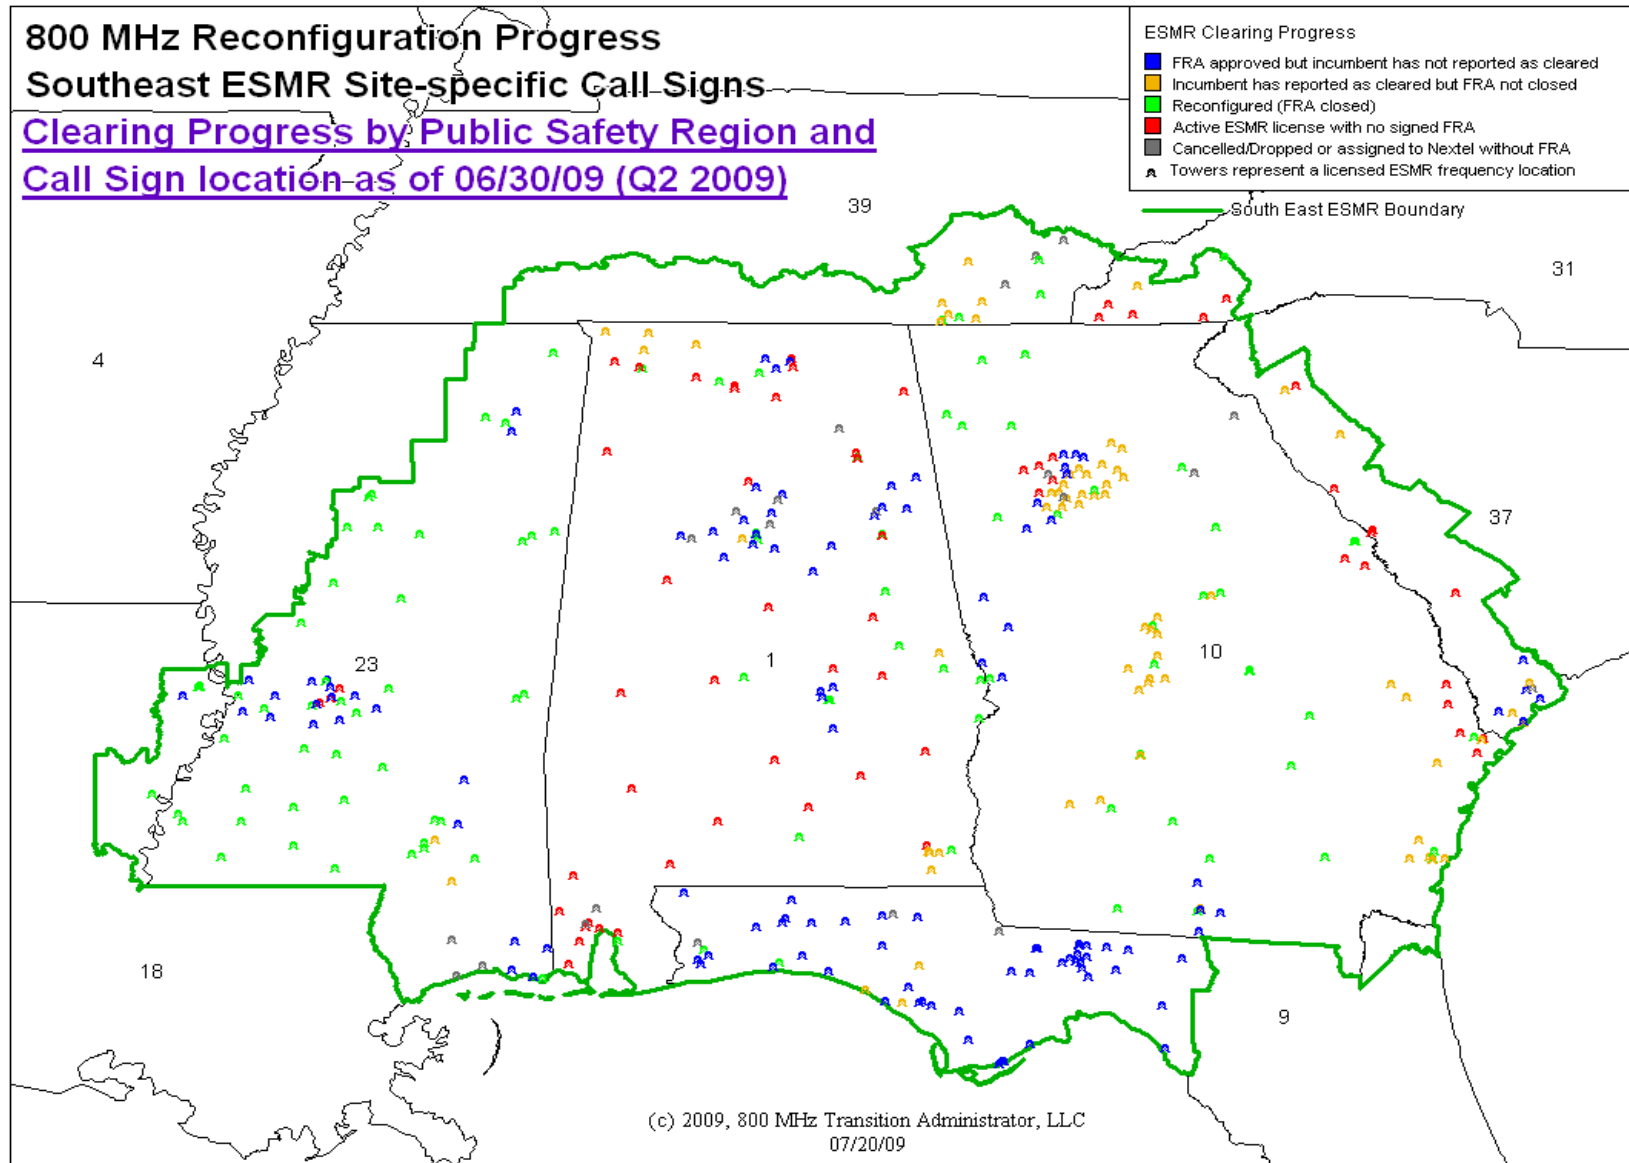 800 MHz Reconfiguration Progress
Southeast ESMR Site-specific Call Signs
Clearing Progress by Public Safety Region and
Call Sign location as of 06/30/09 (Q2 2009)
ESMR Clearing Progress
FRA approved but incumbent has not reported as cleared
Incumbent has reported as cleared but FRA not closed
Reconfigured (FRA closed)
Active ESMR license with no signed FRA
Cancelled/Dropped or assigned to Nextel without FRA
Towers represent a licensed ESMR frequency location
South East ESMR Boundary
39
31
4
37
23
1
10
18
9
(c) 2009, 800 MHz Transition Administrator, LLC
07/20/09